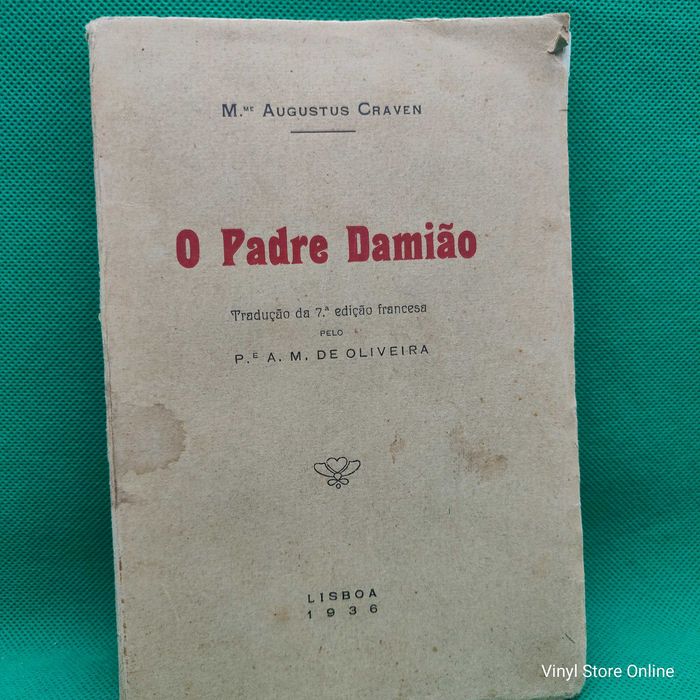 M.ME AUGUSTUS CRAVEN
O Padre Damião
Tradução da 7.ª edição francesa
PELO
P.E A. M. DE OLIVEIRA
LISBOA
1936
Vinyl Store Online